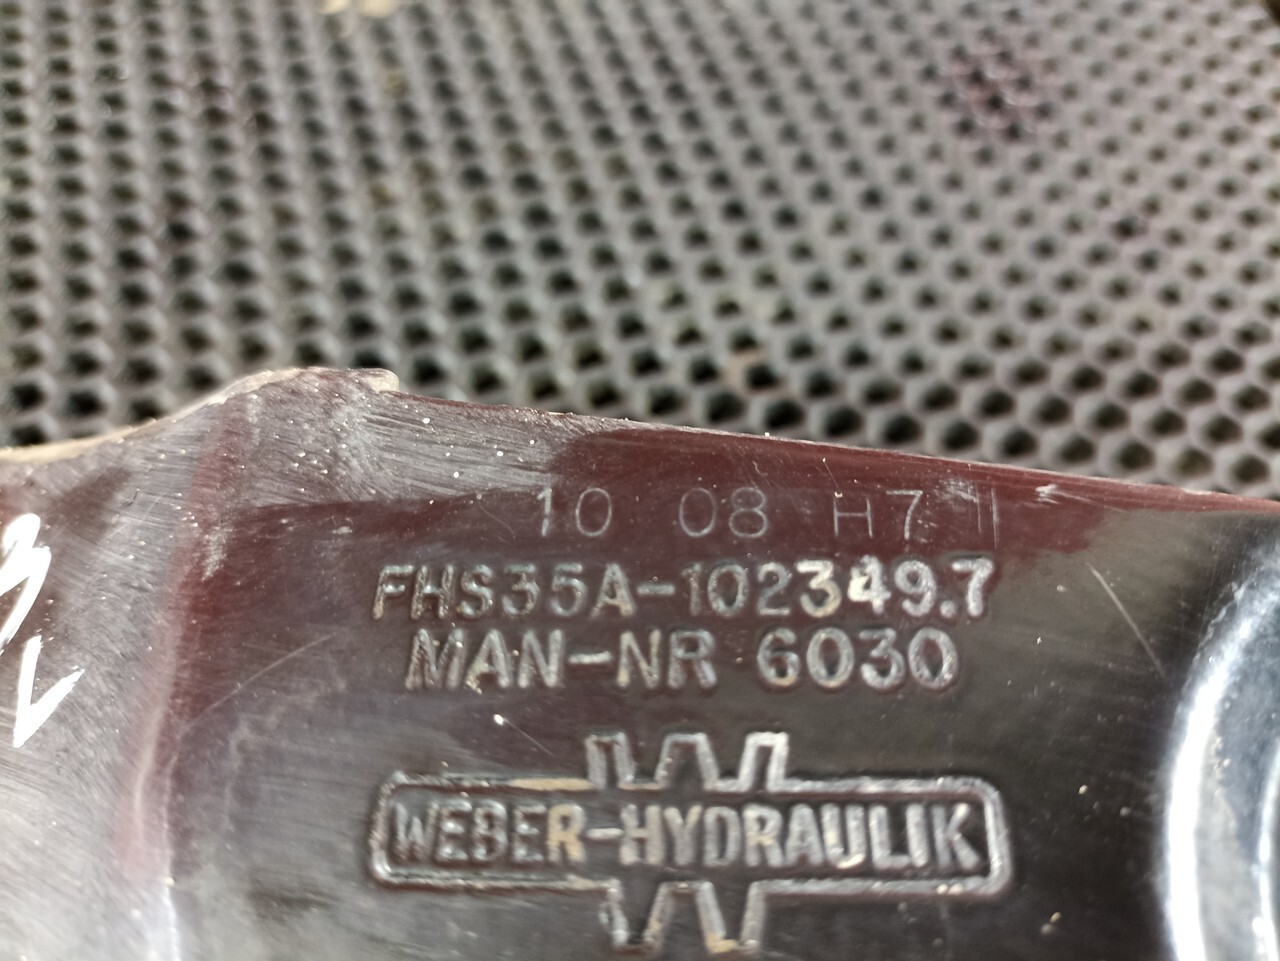 10 08 H7
FHS35A-102349.7
MAN-NR 6030
WEBER-HYDRAULIK